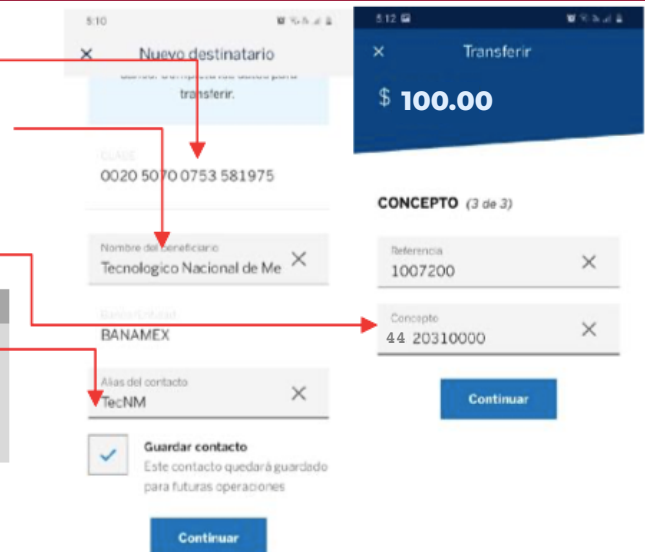 5:10
Nuevo destinatario
transferir.
CLABE
0020 5070 0753 581975
Nombre del beneficiario
Tecnologico Nacional de Me
BANAMEX
Alias del contacto
TecNM
Guardar contacto
Este contacto quedará guardado
para futuras operaciones
Continuar
5:12
Transferir
$ 100.00
CONCEPTO (3 de 3)
Referencia
1007200
Concepto
44 20310000
Continuar